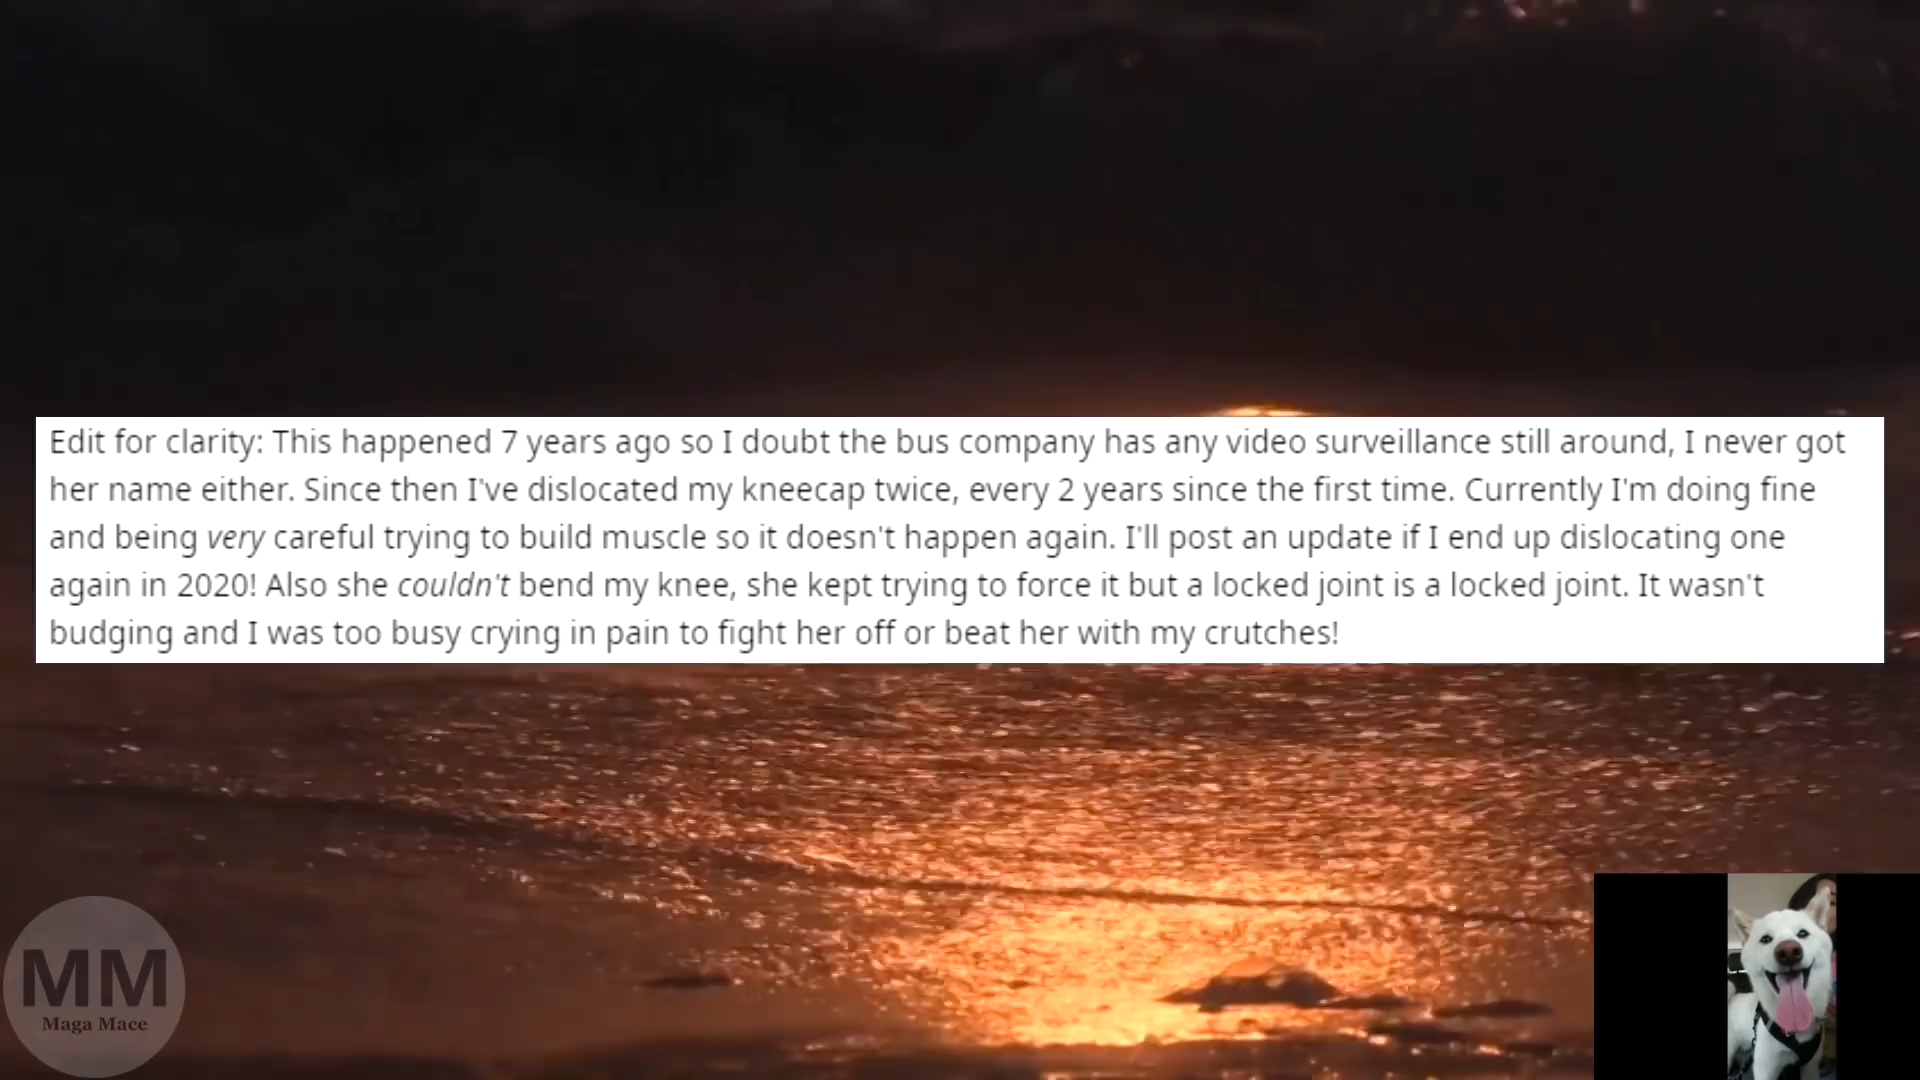 Edit for clarity: This happened 7 years ago so I doubt the bus company has any video surveillance still around, I never got
her name either. Since then I've dislocated my kneecap twice, every 2 years since the first time. Currently I'm doing fine
and being very careful trying to build muscle so it doesn't happen again. I'll post an update if I end up dislocating one
again in 2020! Also she couldn't bend my knee, she kept trying to force it but a locked joint is a locked joint. It wasn't
budging and I was too busy crying in pain to fight her off or beat her with my crutches!
MM
Maga Mace